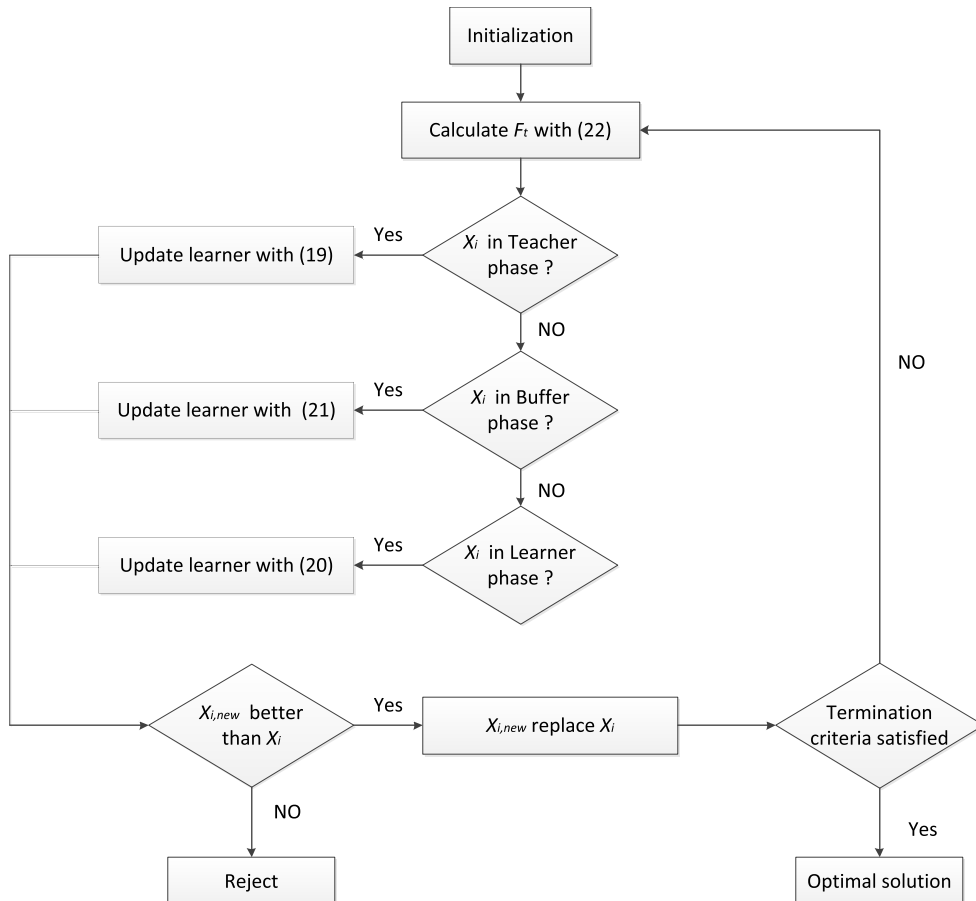 Initialization
Calculate Ft with (22)
Xi in Teacher
phase ?
Yes
Update learner with (19)
NO
Xi in Buffer
phase ?
Yes
Update learner with (21)
NO
NO
Xi in Learner
phase ?
Yes
Update learner with (20)
Xi,new better
than Xi
Yes
Xi,new replace Xi
Termination
criteria satisfied
NO
Yes
Reject
Optimal solution